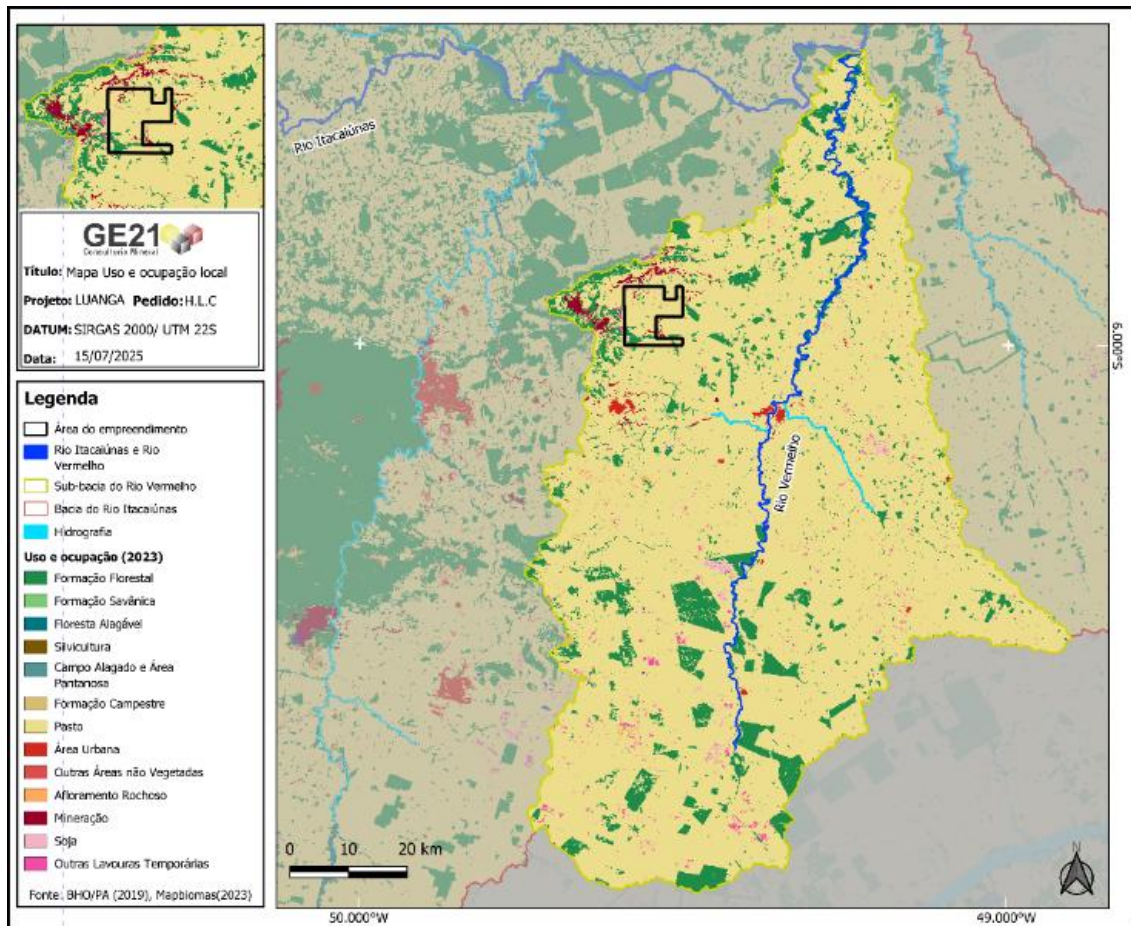 GE21
Consultoria Mineral
Título: Mapa Uso e ocupação local
Projeto: LUANGA Pedido: H.L.C
DATUM: SIRGAS 2000/ UTM 22S
Data: 15/07/2025
Legenda
Área do empreendimento
Rio Itacaiúnas e Rio
Vermelho
Sub-bacia do Rio Vermelho
Bacia do Rio Itacaiúnas
Hidrografia
Uso e ocupação (2023)
Formação Florestal
Formação Savânica
Floresta Alagável
Silvicultura
Campo Alagado e Área
Pantanosa
Formação Campestre
Pasto
Área Urbana
Outras Áreas não Vegetadas
Afloramento Rochoso
Mineração
Soja
Outras Lavouras Temporárias
Fonte: BHO/PA (2019), Mapbiomas(2023)
Rio Itacaiúnas
Rio Vermelho
0 10 20 km
N
6.000°S
50.000°W 49.000°W